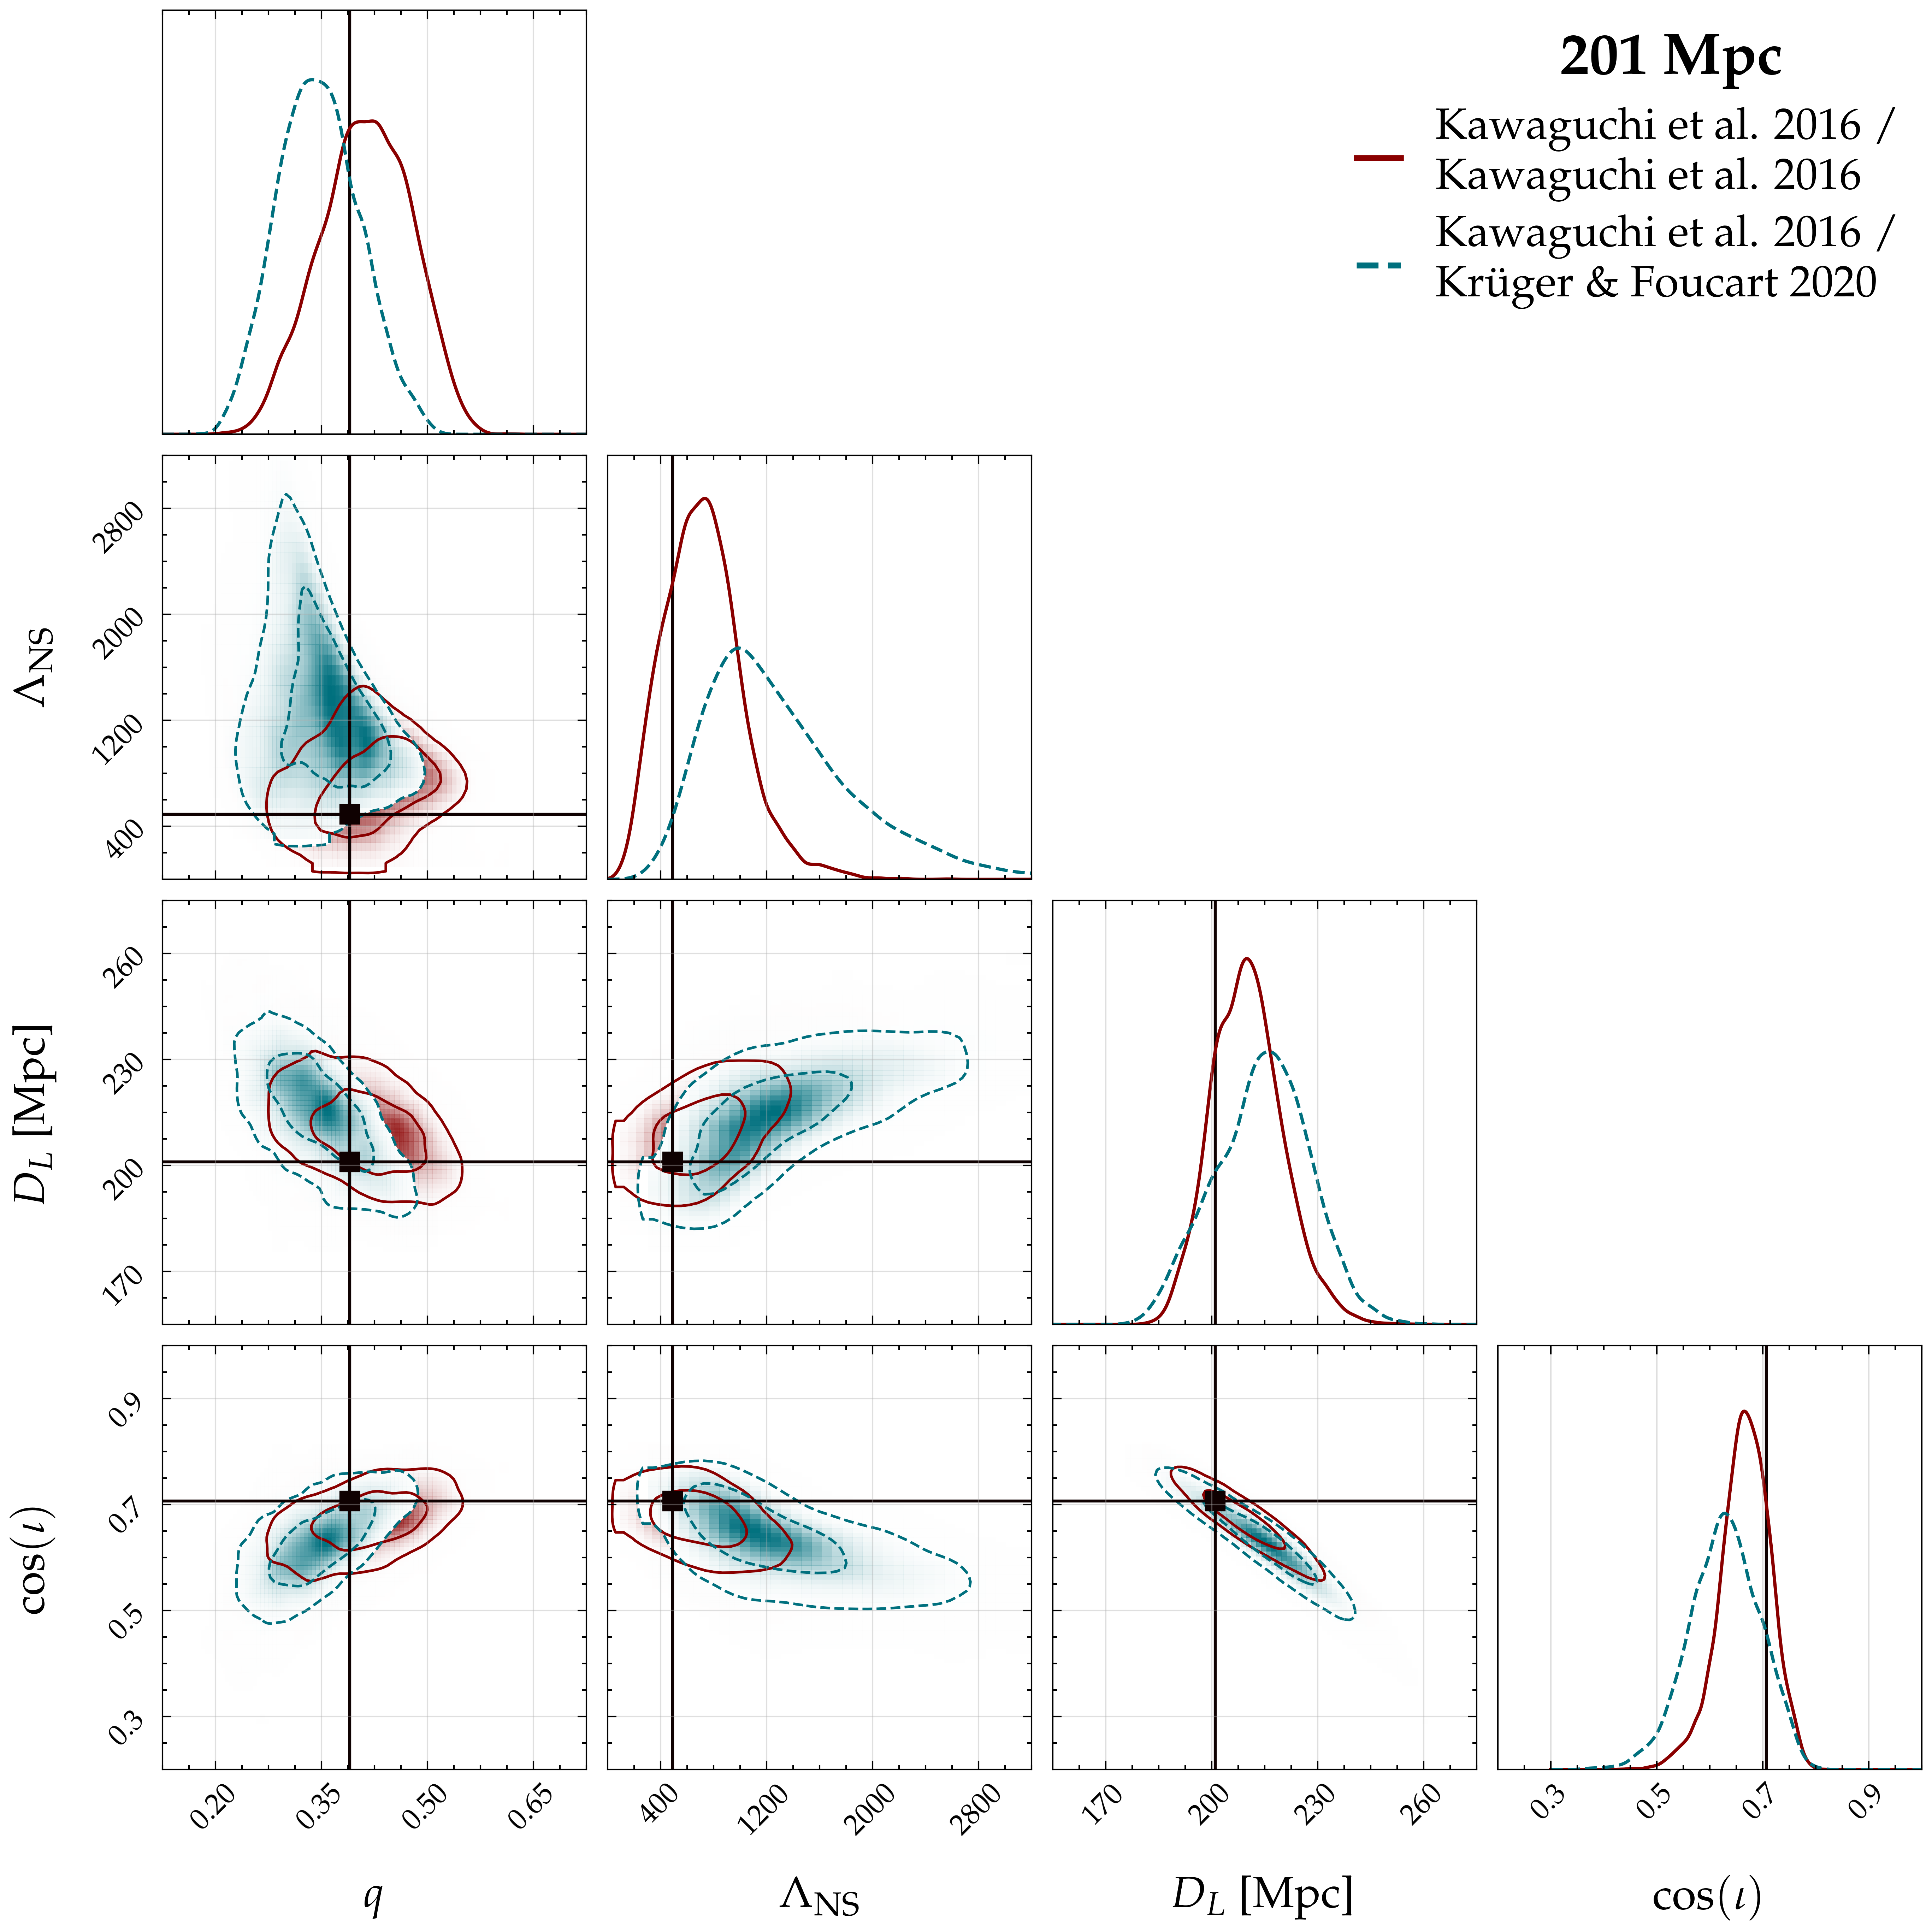 201 Mpc
Kawaguchi et al. 2016 /
Kawaguchi et al. 2016
Kawaguchi et al. 2016 /
Krüger & Foucart 2020
Λ_NS
2800
2000
1200
400
D_L [Mpc]
260
230
200
170
cos(ι)
0.9
0.7
0.5
0.3
0.20 0.35 0.50 0.65
400 1200 2000 2800
170 200 230 260
0.3 0.5 0.7 0.9
q
Λ_NS
D_L [Mpc]
cos(ι)